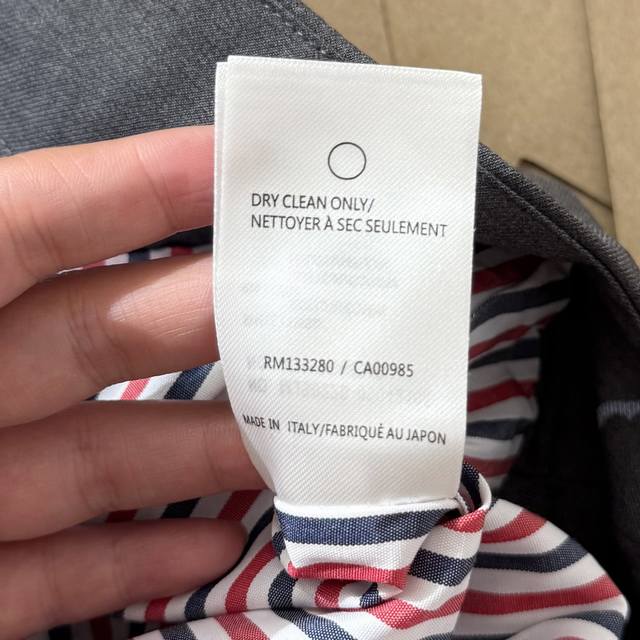 DRY CLEAN ONLY/
NETTOYER À SEC SEULEMENT
RM133280 / CA00985
MADE IN ITALY/FABRIQUÉ AU JAPON